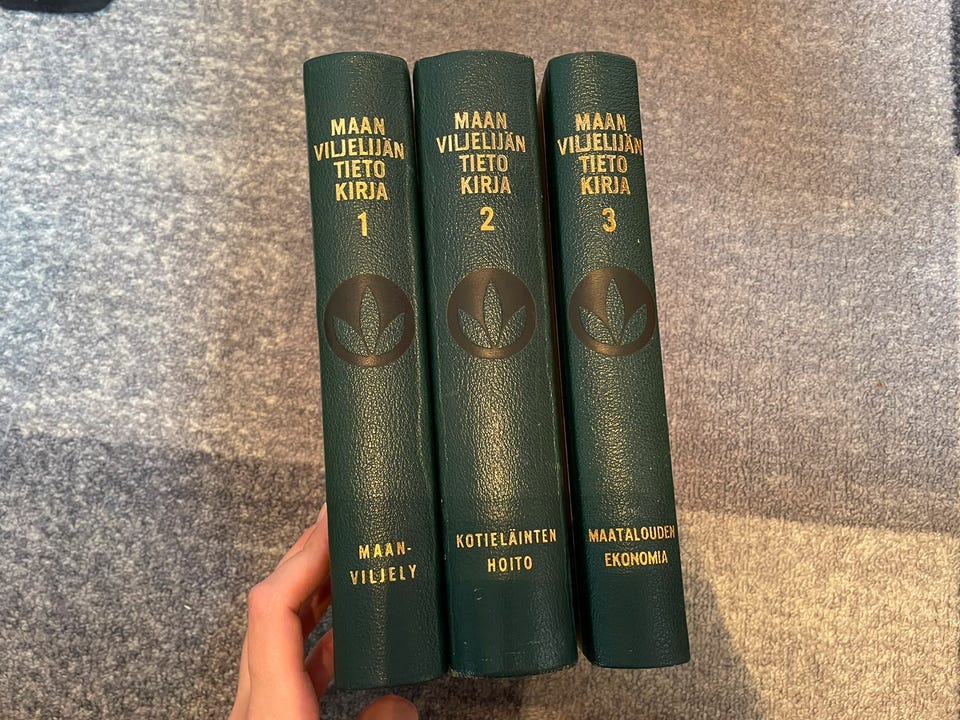 MAAN
VILJELIJÄN
TIETO
KIRJA
1
MAAN-
VILJELY
MAAN
VILJELIJÄN
TIETO
KIRJA
2
KOTIELÄINTEN
HOITO
MAAN
VILJELIJÄN
TIETO
KIRJA
3
MAATALOUDEN
EKONOMIA